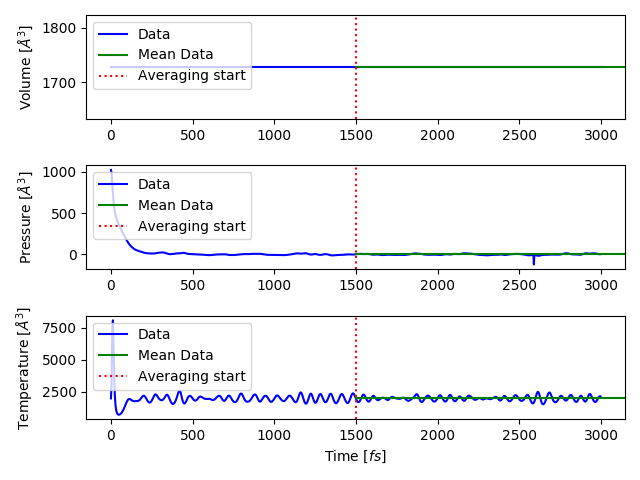 Volume [Å³]
1800
1700
Data
Mean Data
Averaging start
0 500 1000 1500 2000 2500 3000
Pressure [Å³]
1000
500
0
Data
Mean Data
Averaging start
0 500 1000 1500 2000 2500 3000
Temperature [Å³]
7500
5000
2500
Data
Mean Data
Averaging start
0 500 1000 1500 2000 2500 3000
Time [fs]